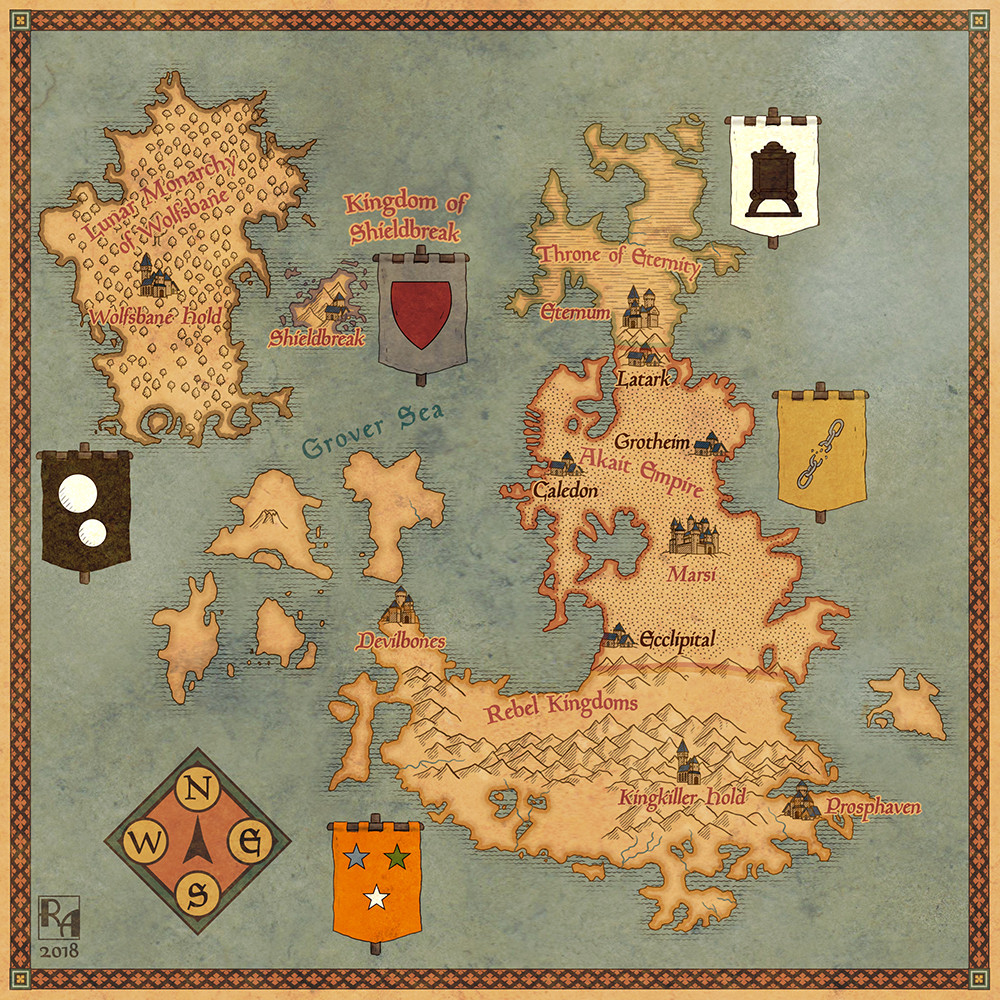 Lunar Monarchy
of Wolfsbane
Wolfsbane Hold
Kingdom of
Shieldbreak
Shieldbreak
Throne of Eternity
Eternum
Latark
Grotheim
Akait Empire
Caledon
Marsi
Ecclipital
Grover Sea
Devilbones
Rebel Kingdoms
Kingkiller Hold
Prosphaven
N
W
E
S
RA
2018